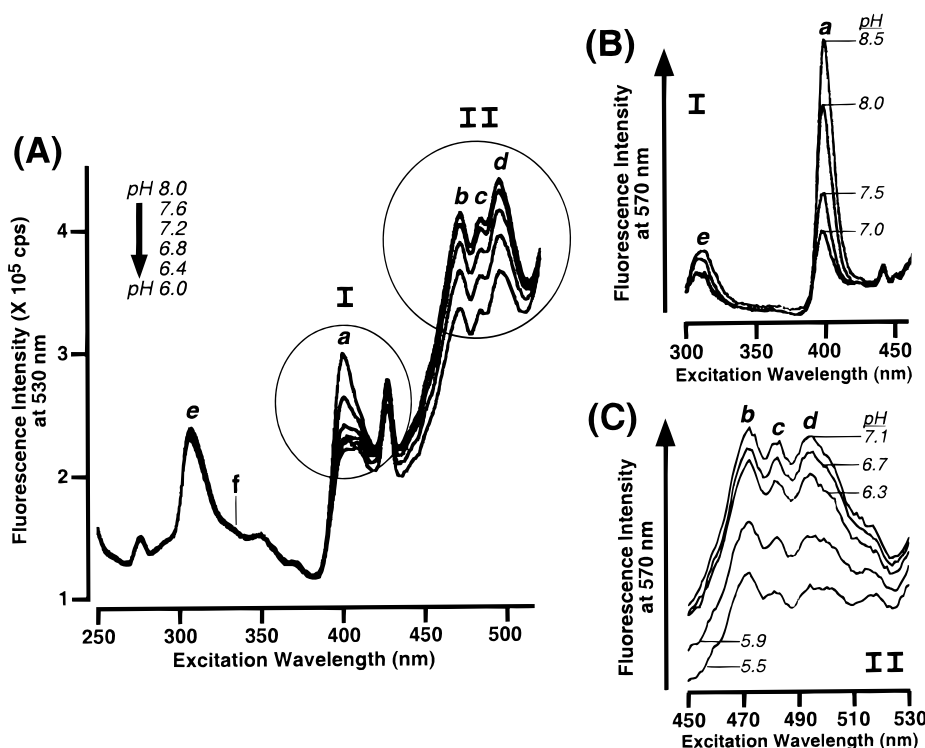 (A)
pH 8.0
7.6
7.2
6.8
6.4
pH 6.0
I
II
a
b c d
e
f
Fluorescence Intensity (X 10⁵ cps)
at 530 nm
4
3
2
1
250 300 350 400 450 500
Excitation Wavelength (nm)
(B)
I
a
pH
8.5
8.0
7.5
7.0
e
Fluorescence Intensity
at 570 nm
300 350 400 450
Excitation Wavelength (nm)
(C)
b c d
pH
7.1
6.7
6.3
5.9
5.5
II
Fluorescence Intensity
at 570 nm
450 470 490 510 530
Excitation Wavelength (nm)